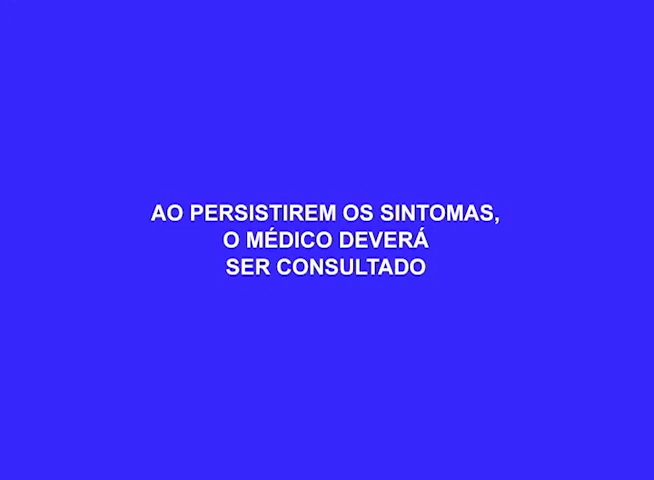 AO PERSISTIREM OS SINTOMAS,
O MÉDICO DEVERÁ
SER CONSULTADO